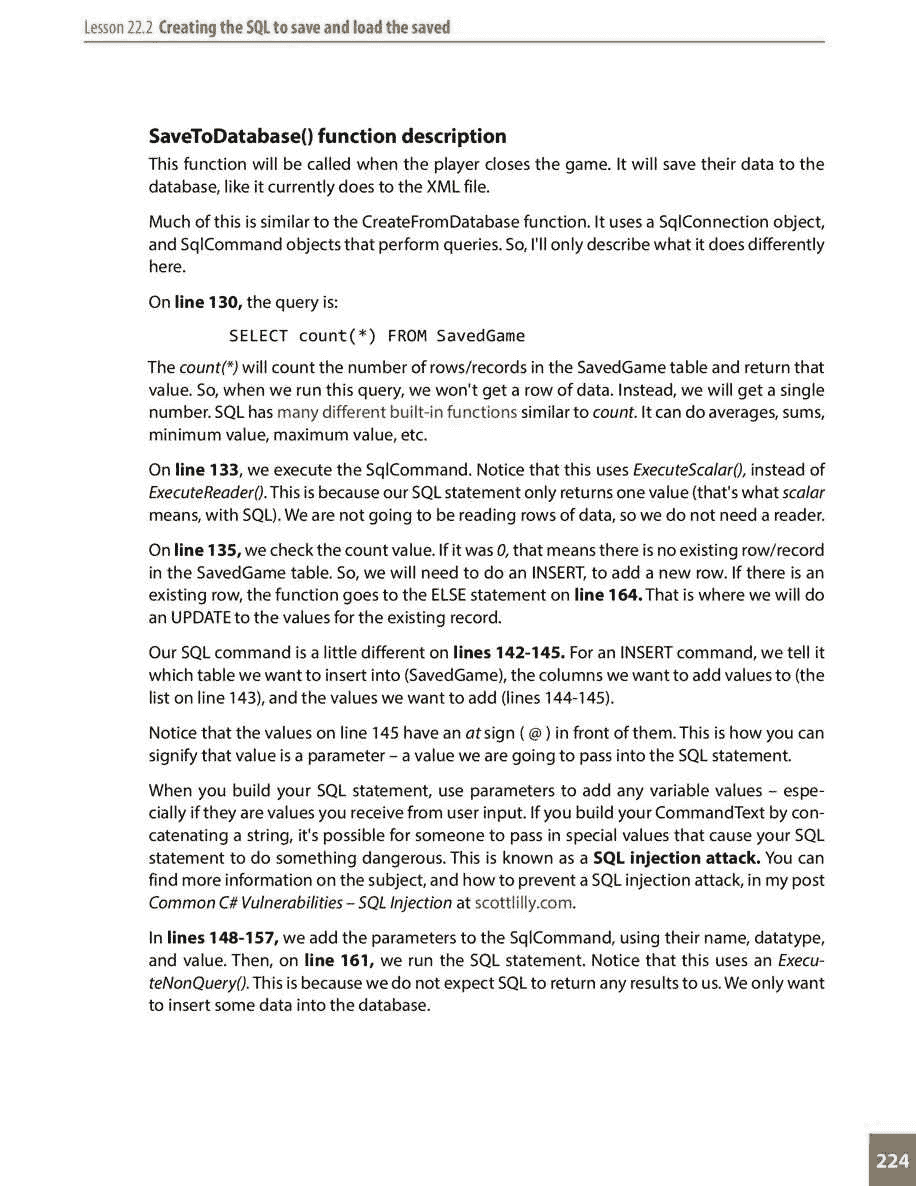 Lesson 22.2 Creating the SQL to save and load the saved
SaveToDatabase() function description
This function will be called when the player closes the game. It will save their data to the
database, like it currently does to the XML file.
Much of this is similar to the CreateFromDatabase function. It uses a SqlConnection object,
and SqlCommand objects that perform queries. So, I'll only describe what it does differently
here.
On line 130, the query is:
SELECT count(*) FROM SavedGame
The count(*) will count the number of rows/records in the SavedGame table and return that
value. So, when we run this query, we won't get a row of data. Instead, we will get a single
number. SQL has many different built-in functions similar to count. It can do averages, sums,
minimum value, maximum value, etc.
On line 133, we execute the SqlCommand. Notice that this uses ExecuteScalar(), instead of
ExecuteReader(). This is because our SQL statement only returns one value (that's what scalar
means, with SQL). We are not going to be reading rows of data, so we do not need a reader.
On line 135, we check the count value. If it was 0, that means there is no existing row/record
in the SavedGame table. So, we will need to do an INSERT, to add a new row. If there is an
existing row, the function goes to the ELSE statement on line 164. That is where we will do
an UPDATE to the values for the existing record.
Our SQL command is a little different on lines 142-145. For an INSERT command, we tell it
which table we want to insert into (SavedGame), the columns we want to add values to (the
list on line 143), and the values we want to add (lines 144-145).
Notice that the values on line 145 have an at sign ( @ ) in front of them. This is how you can
signify that value is a parameter – a value we are going to pass into the SQL statement.
When you build your SQL statement, use parameters to add any variable values – espe-
cially if they are values you receive from user input. If you build your CommandText by con-
catenating a string, it's possible for someone to pass in special values that cause your SQL
statement to do something dangerous. This is known as a SQL injection attack. You can
find more information on the subject, and how to prevent a SQL injection attack, in my post
Common C# Vulnerabilities – SQL Injection at scottlilly.com.
In lines 148-157, we add the parameters to the SqlCommand, using their name, datatype,
and value. Then, on line 161, we run the SQL statement. Notice that this uses an Execu-
teNonQuery(). This is because we do not expect SQL to return any results to us. We only want
to insert some data into the database.
224